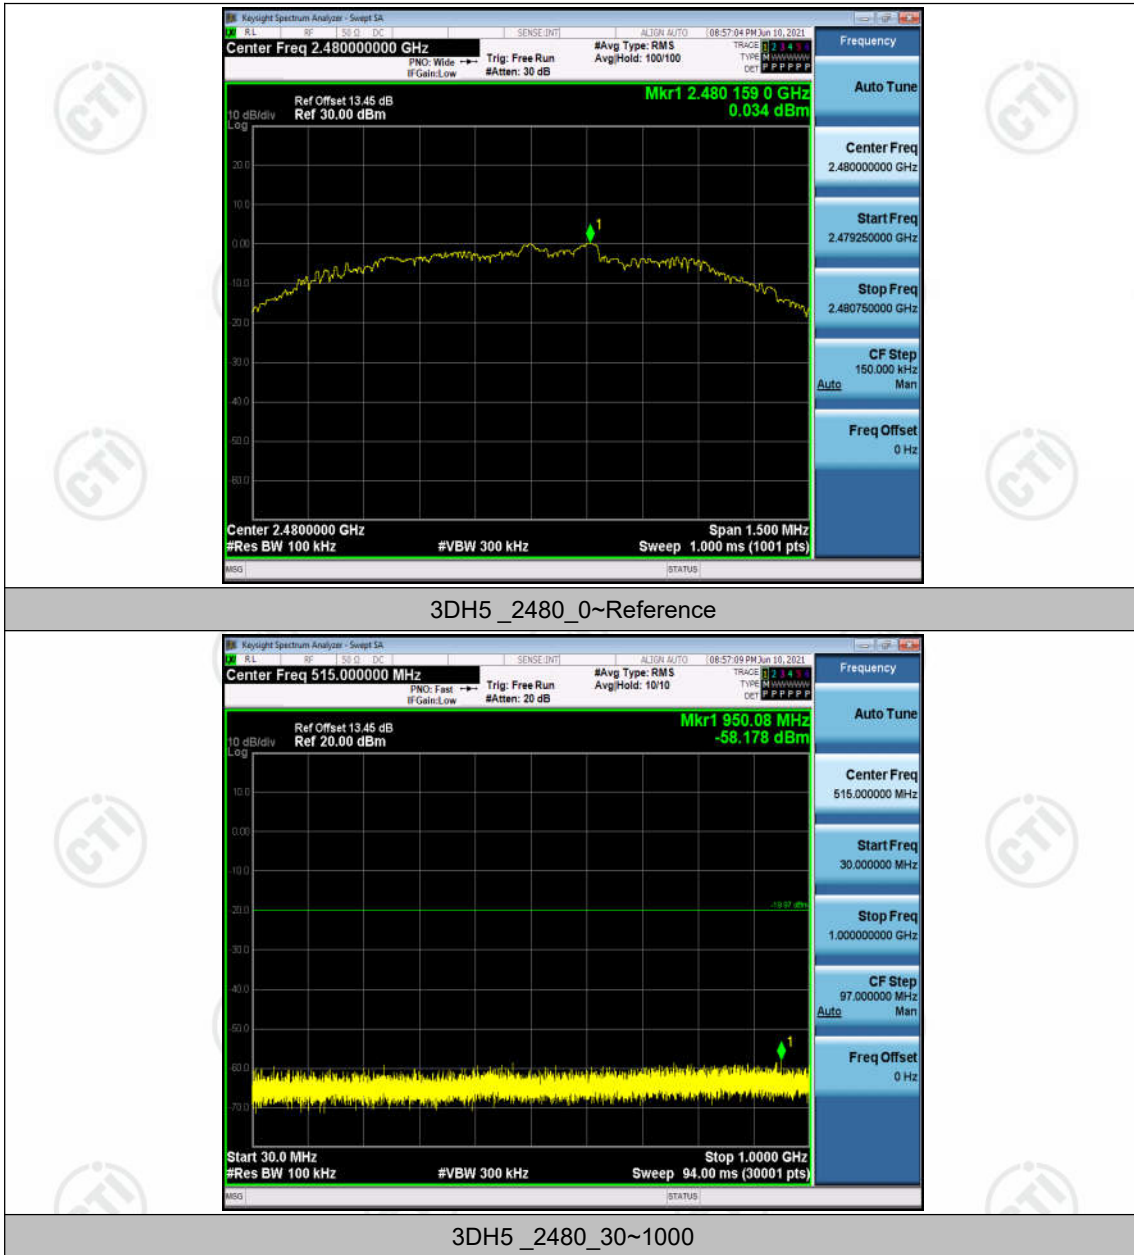 Keysight Spectrum Analyzer - Swept SA
RL RF 50 Ω DC SENSE:INT ALIGN AUTO 08:57:04 PM Jun 10, 2021
Center Freq 2.480000000 GHz #Avg Type: RMS TRACE 1 2 3 4 5 6
PNO: Wide Trig: Free Run Avg|Hold: 100/100 TYPE M WWWWW
IFGain:Low #Atten: 30 dB DET P P P P P P
Frequency
Auto Tune
Mkr1 2.480 159 0 GHz
Ref Offset 13.45 dB
10 dB/div Ref 30.00 dBm 0.034 dBm
Log
20.0
10.0
0.00
-10.0
-20.0
-30.0
-40.0
-50.0
-60.0
1
Center Freq
2.480000000 GHz
Start Freq
2.479250000 GHz
Stop Freq
2.480750000 GHz
CF Step
150.000 kHz
Auto Man
Freq Offset
0 Hz
Center 2.4800000 GHz Span 1.500 MHz
#Res BW 100 kHz #VBW 300 kHz Sweep 1.000 ms (1001 pts)
MSG STATUS
3DH5 _2480_0~Reference
Keysight Spectrum Analyzer - Swept SA
RL RF 50 Ω DC SENSE:INT ALIGN AUTO 08:57:09 PM Jun 10, 2021
Center Freq 515.000000 MHz #Avg Type: RMS TRACE 1 2 3 4 5 6
PNO: Fast Trig: Free Run Avg|Hold: 10/10 TYPE M WWWWW
IFGain:Low #Atten: 20 dB DET P P P P P P
Frequency
Auto Tune
Mkr1 950.08 MHz
Ref Offset 13.45 dB
10 dB/div Ref 20.00 dBm -58.178 dBm
Log
10.0
0.00
-10.0
-20.0
-30.0
-40.0
-50.0
-60.0
-70.0
-19.97 dBm
1
Center Freq
515.000000 MHz
Start Freq
30.000000 MHz
Stop Freq
1.000000000 GHz
CF Step
97.000000 MHz
Auto Man
Freq Offset
0 Hz
Start 30.0 MHz Stop 1.0000 GHz
#Res BW 100 kHz #VBW 300 kHz Sweep 94.00 ms (30001 pts)
MSG STATUS
3DH5 _2480_30~1000
CTI
CTI
CTI
CTI
CTI
CTI
CTI
CTI